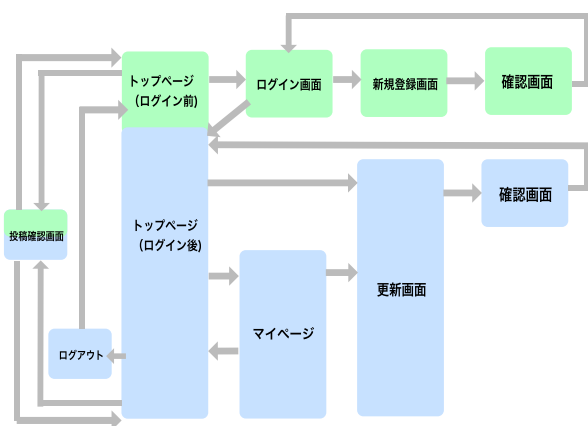 トップページ
（ログイン前)
ログイン画面
新規登録画面
確認画面
投稿確認画面
トップページ
（ログイン後)
確認画面
更新画面
マイページ
ログアウト